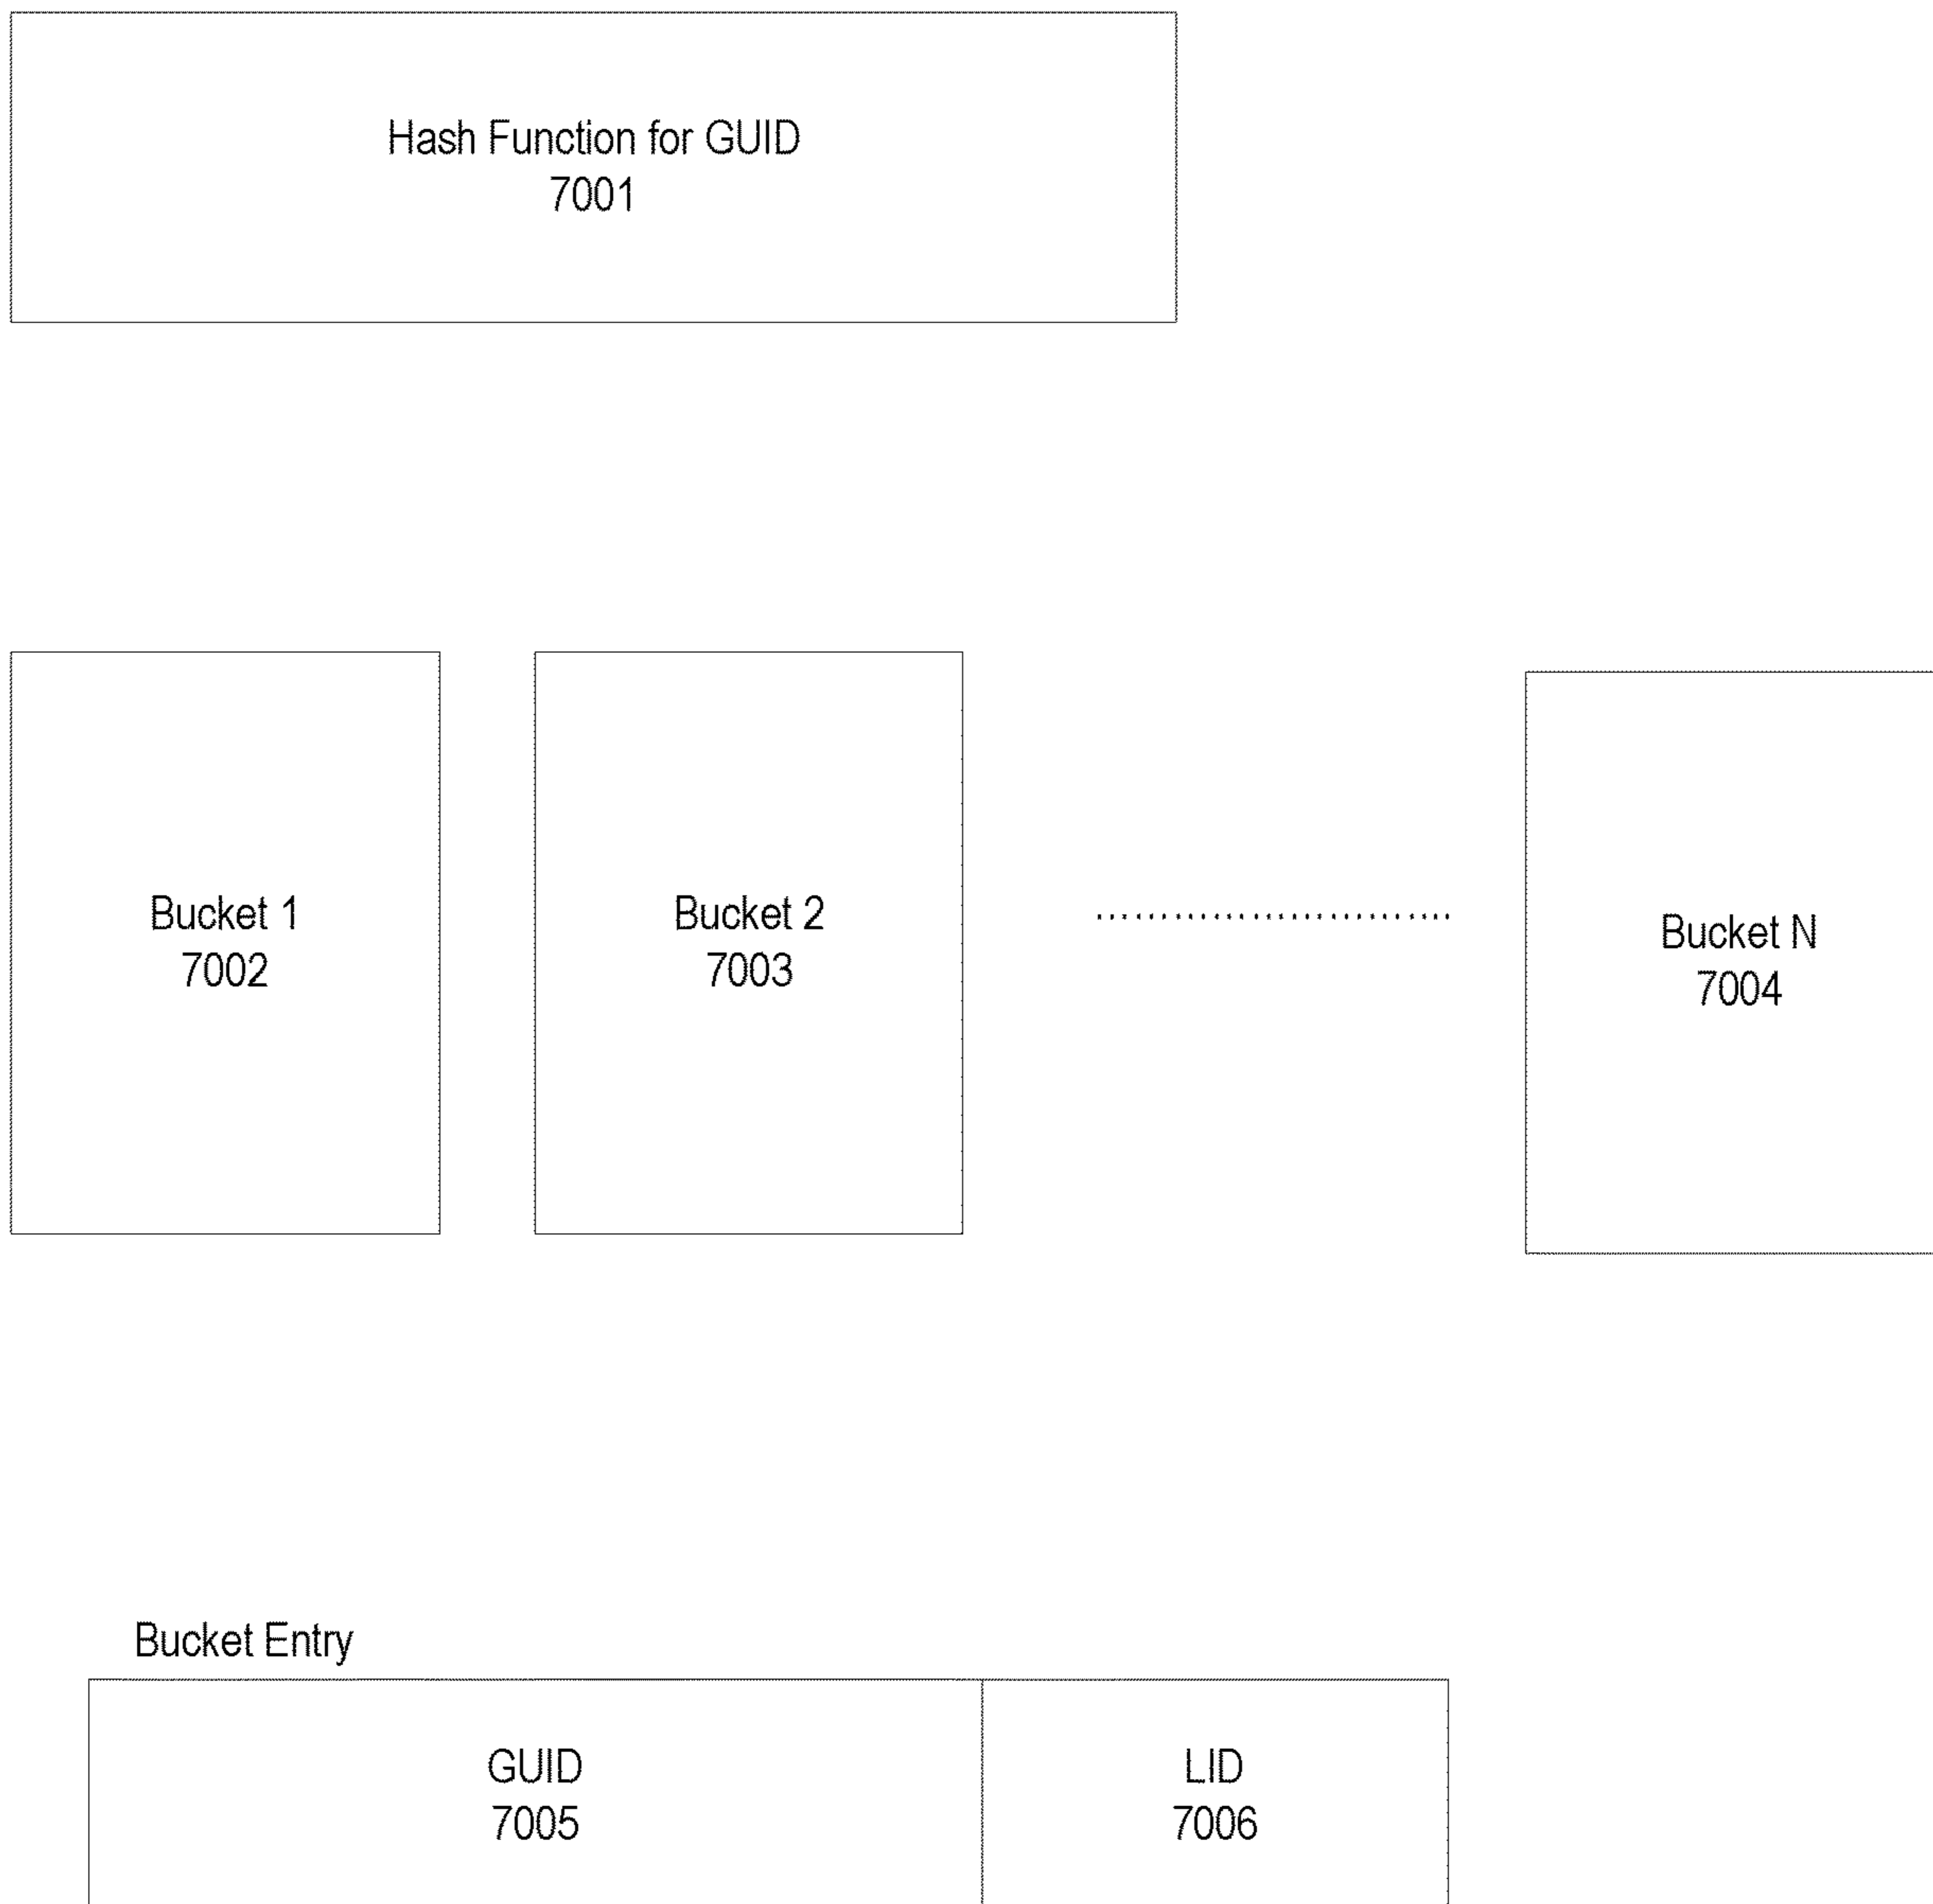 Hash Function for GUID
7001
Bucket 1
7002
Bucket 2
7003
Bucket N
7004
Bucket Entry
GUID
7005
LID
7006